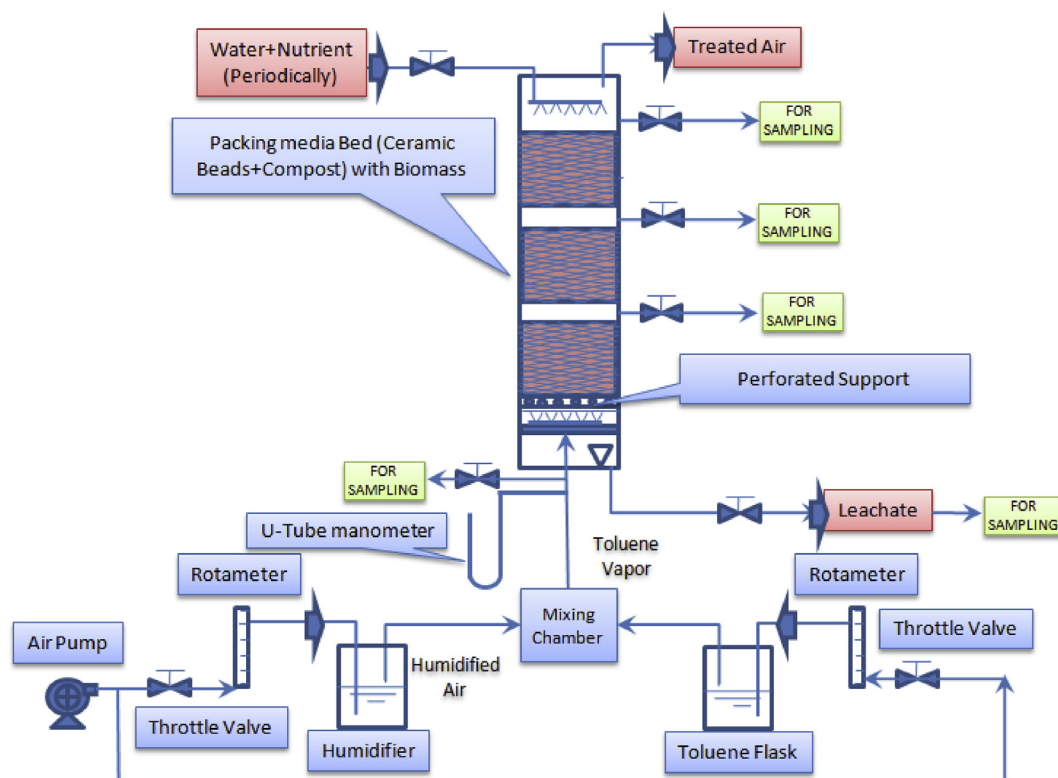 Water+Nutrient
(Periodically)
Treated Air
FOR
SAMPLING
Packing media Bed (Ceramic
Beads+Compost) with Biomass
FOR
SAMPLING
FOR
SAMPLING
Perforated Support
FOR
SAMPLING
Leachate
FOR
SAMPLING
U-Tube manometer
Toluene
Vapor
Rotameter
Rotameter
Mixing
Chamber
Throttle Valve
Air Pump
Humidified
Air
Throttle Valve
Humidifier
Toluene Flask